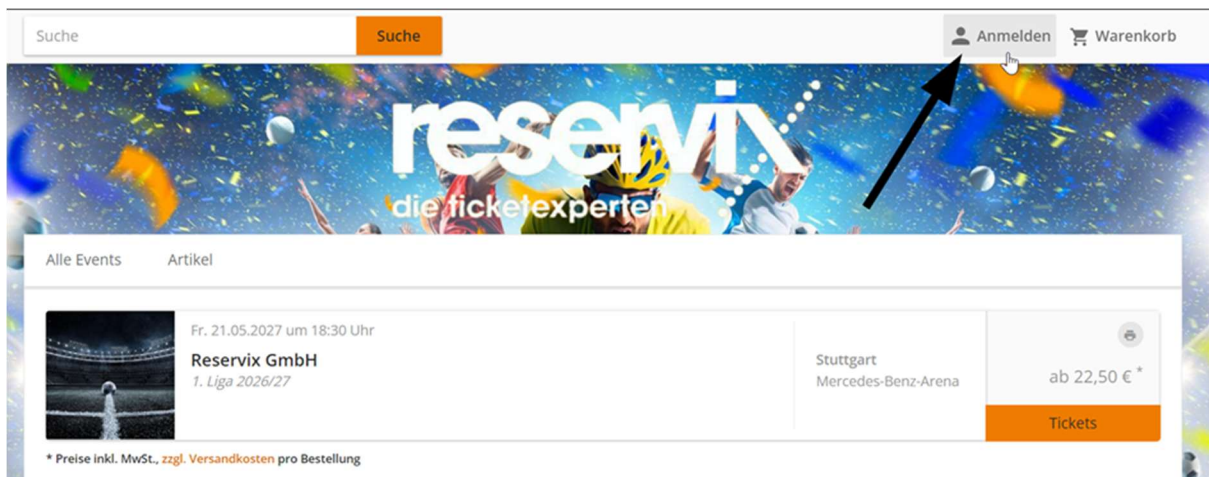 Suche
Suche
Anmelden
Warenkorb
reservix
die ticketexperten
Alle Events
Artikel
Fr. 21.05.2027 um 18:30 Uhr
Reservix GmbH
1. Liga 2026/27
Stuttgart
Mercedes-Benz-Arena
ab 22,50 € *
Tickets
* Preise inkl. MwSt., zzgl. Versandkosten pro Bestellung